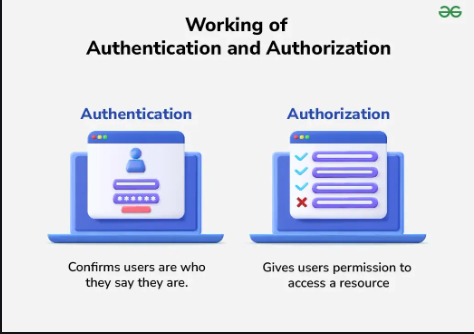 Working of
Authentication and Authorization
Authentication
Authorization
Confirms users are who
they say they are.
Gives users permission to
access a resource